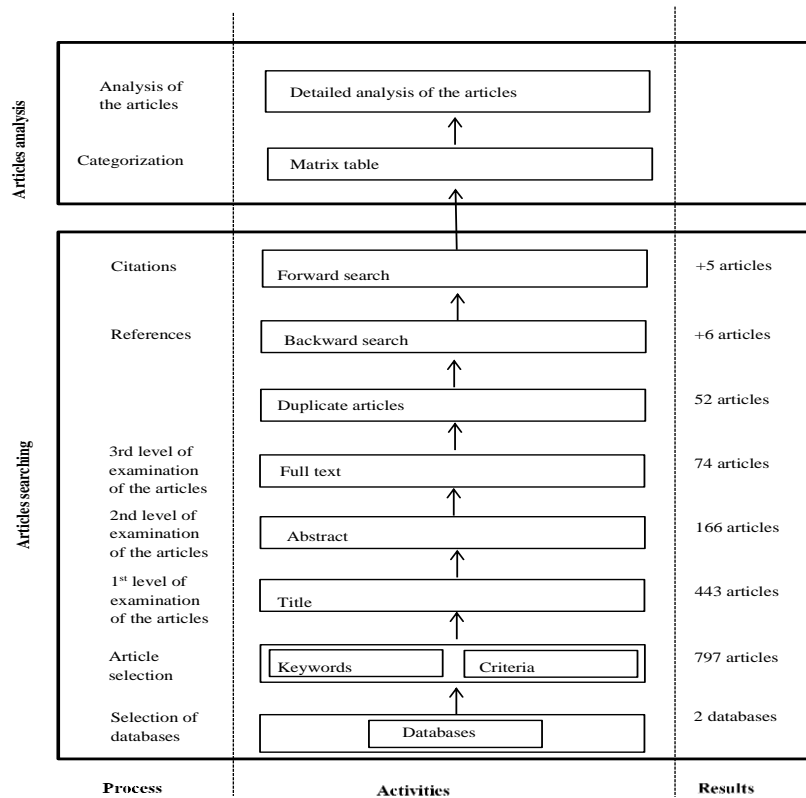 Articles analysis
Analysis of
the articles
Detailed analysis of the articles
Categorization
Matrix table
Articles searching
Citations
Forward search
+5 articles
References
Backward search
+6 articles
Duplicate articles
52 articles
3rd level of
examination
of the articles
Full text
74 articles
2nd level of
examination
of the articles
Abstract
166 articles
1st level of
examination
of the articles
Title
443 articles
Article
selection
Keywords
Criteria
797 articles
Selection of
databases
Databases
2 databases
Process
Activities
Results